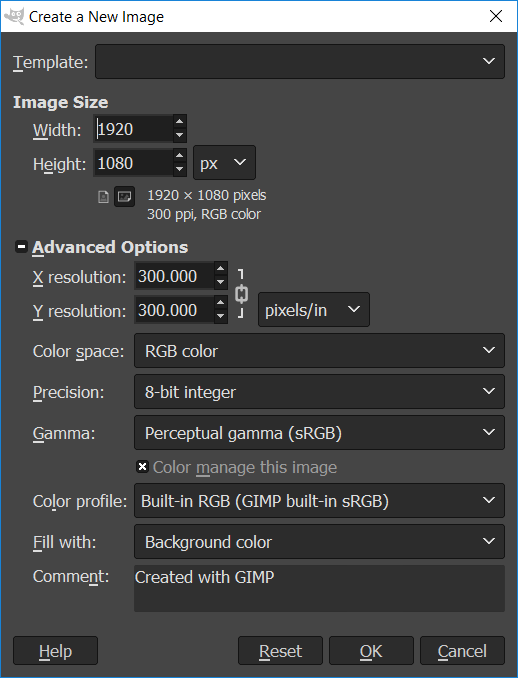 Create a New Image
Template:
Image Size
Width: 1920
Height: 1080 px
1920 × 1080 pixels
300 ppi, RGB color
Advanced Options
X resolution: 300.000
Y resolution: 300.000 pixels/in
Color space: RGB color
Precision: 8-bit integer
Gamma: Perceptual gamma (sRGB)
Color manage this image
Color profile: Built-in RGB (GIMP built-in sRGB)
Fill with: Background color
Comment: Created with GIMP
Help Reset OK Cancel